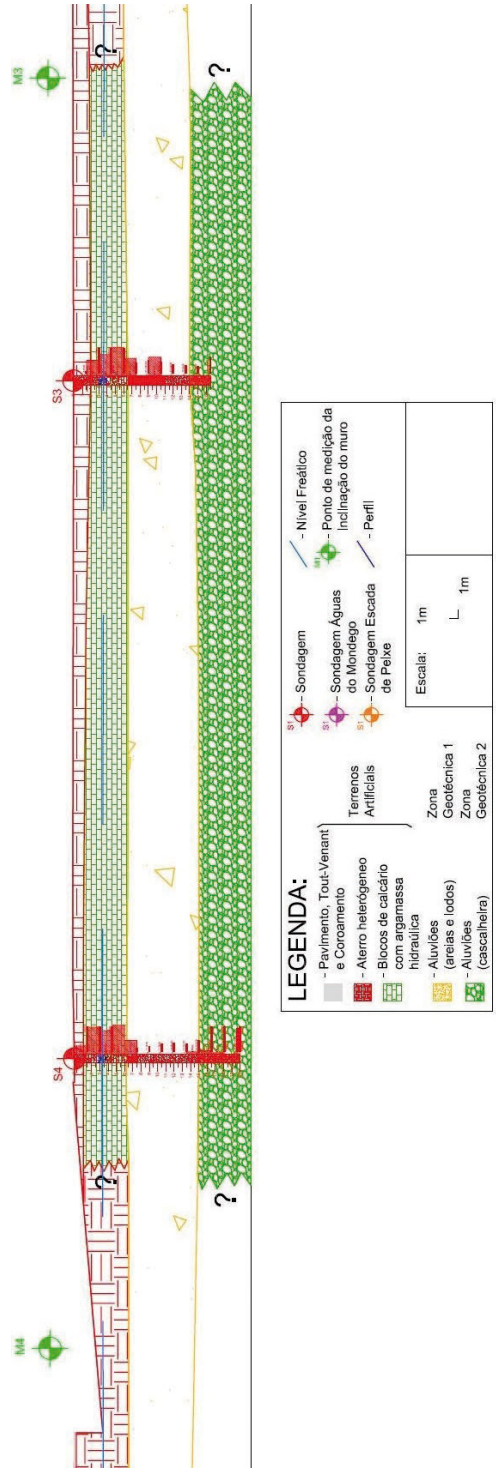 M4
S4
S3
M3
?
?
?
?
LEGENDA:
- Pavimento, Tout-Venant
e Coroamento
- Aterro heterógeneo
- Blocos de calcário
com argamassa
hidraúlica
Terrenos
Artificiais
- Aluviões
(areias e lodos)
Zona
Geotécnica 1
- Aluviões
(cascalheira)
Zona
Geotécnica 2
S1
- Sondagem
S1
- Sondagem Águas
do Mondego
S1
- Sondagem Escada
de Peixe
- Nível Freático
M1
- Ponto de medição da
Inclinação do muro
- Perfil
Escala:
1m
1m